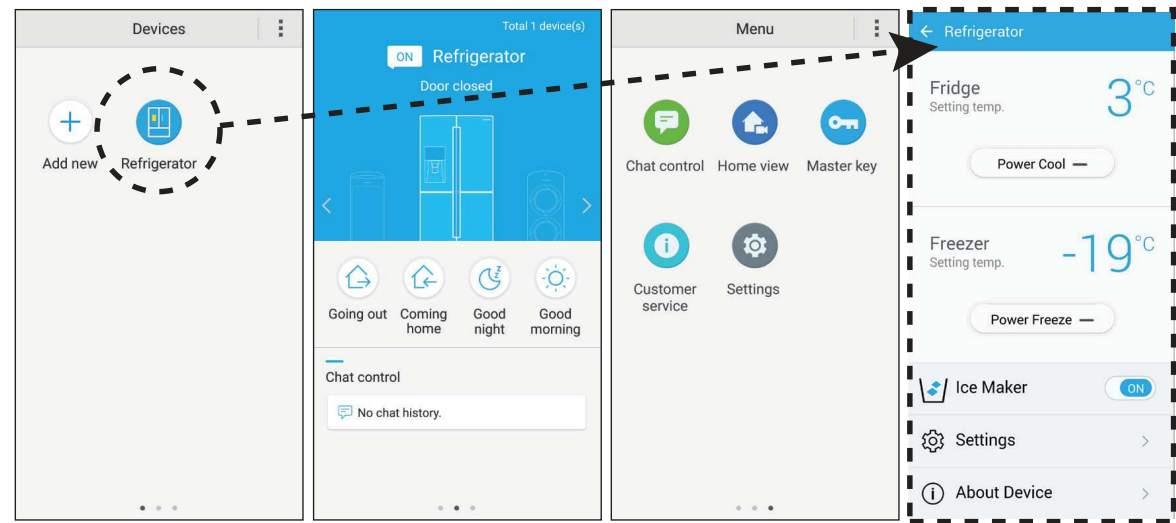 Devices
Add new
Refrigerator
Total 1 device(s)
ON Refrigerator
Door closed
Going out
Coming
home
Good
night
Good
morning
Chat control
No chat history.
Menu
Chat control
Home view
Master key
Customer
service
Settings
Refrigerator
Fridge
Setting temp.
3°C
Power Cool
Freezer
Setting temp.
-19°C
Power Freeze
Ice Maker
ON
Settings
About Device